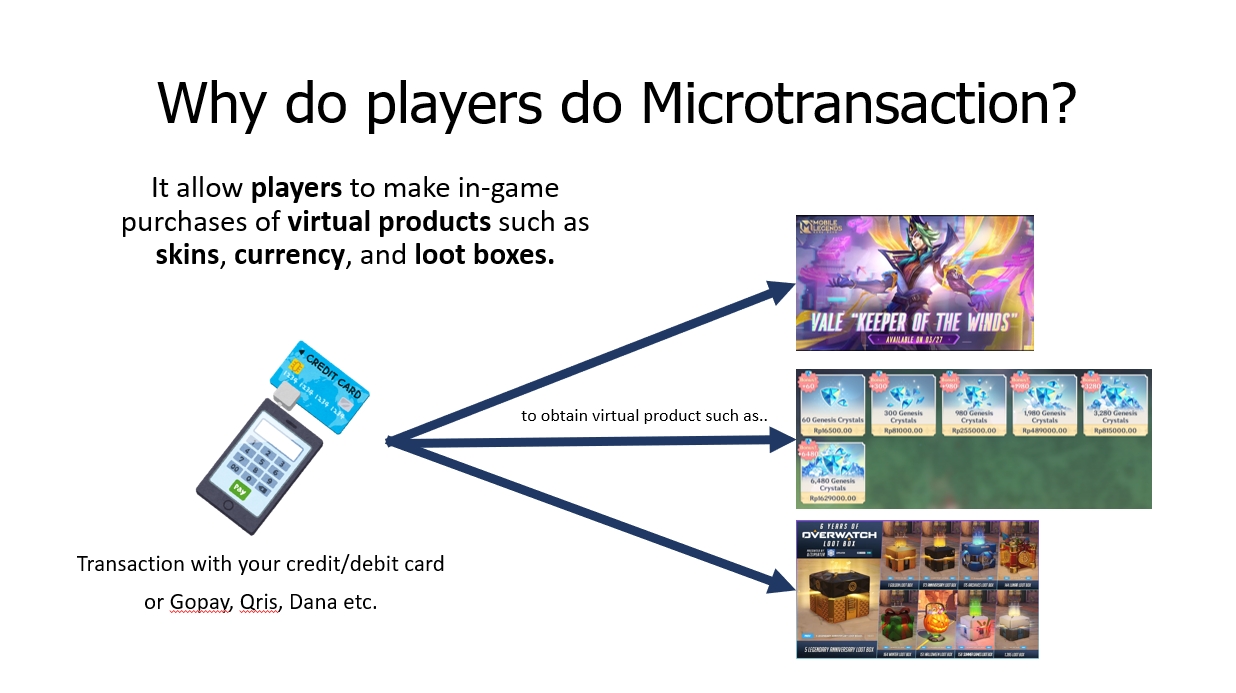 Why do players do Microtransaction?
It allow players to make in-game
purchases of virtual products such as
skins, currency, and loot boxes.
MOBILE
LEGENDS
VALE "KEEPER OF THE WINDS"
AVAILABLE ON 03/27
CREDIT CARD
1234 1234 1234 1234
Pay
to obtain virtual product such as..
60 Genesis Crystals
Rp16500.00
300 Genesis
Crystals
Rp81000.00
980 Genesis
Crystals
Rp255000.00
1,980 Genesis
Crystals
Rp489000.00
3,280 Genesis
Crystals
Rp815000.00
+6480
6,480 Genesis
Crystals
Rp1629000.00
Transaction with your credit/debit card
or Gopay, Qris, Dana etc.
6 YEARS OF
OVERWATCH
LOOT BOX
5 LEGENDARY ANNIVERSARY LOOT BOX